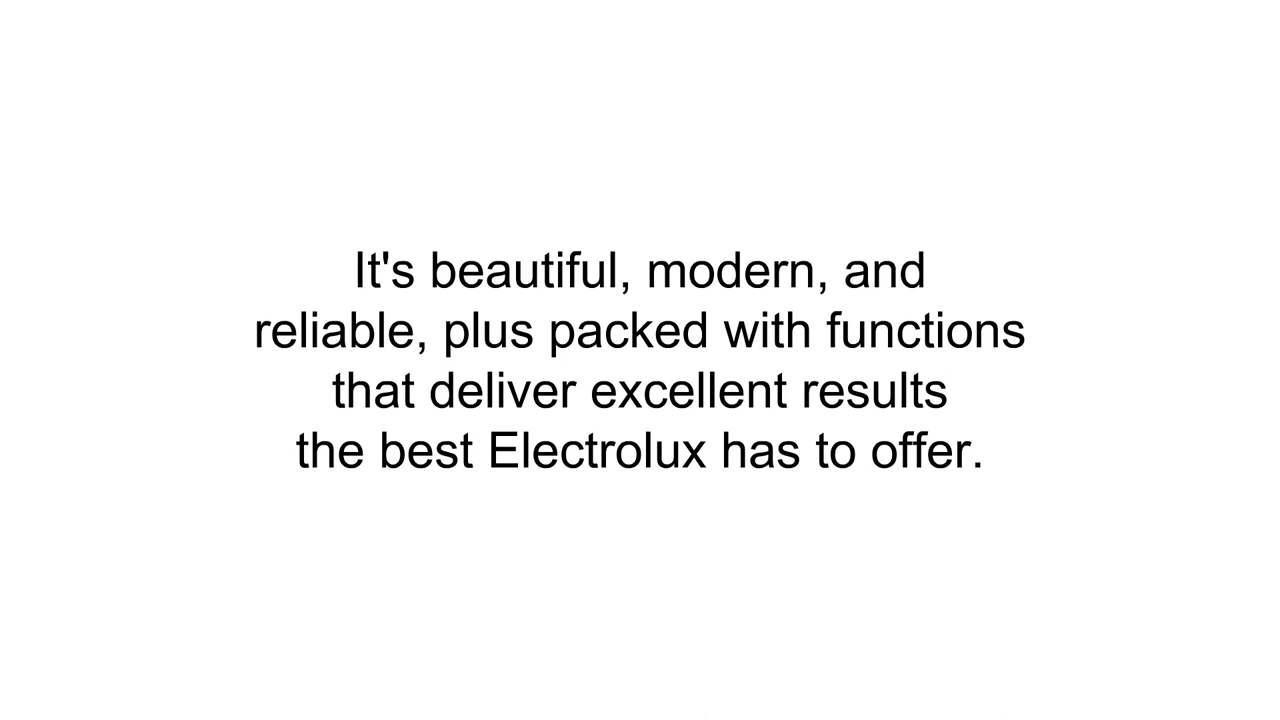 It's beautiful, modern, and
reliable, plus packed with functions
that deliver excellent results
the best Electrolux has to offer.